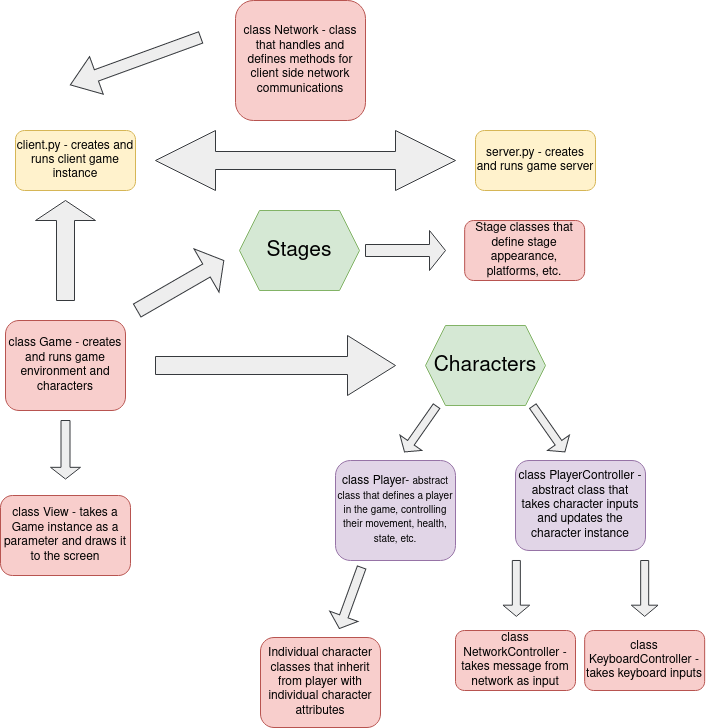 class Network - class
that handles and
defines methods for
client side network
communications
client.py - creates and
runs client game
instance
server.py - creates
and runs game server
Stages
Stage classes that
define stage
appearance,
platforms, etc.
class Game - creates
and runs game
environment and
characters
Characters
class View - takes a
Game instance as a
parameter and draws it
to the screen
class Player- abstract
class that defines a player
in the game, controlling
their movement, health,
state, etc.
class PlayerController -
abstract class that
takes character inputs
and updates the
character instance
Individual character
classes that inherit
from player with
individual character
attributes
class
NetworkController -
takes message from
network as input
class
KeyboardController -
takes keyboard inputs